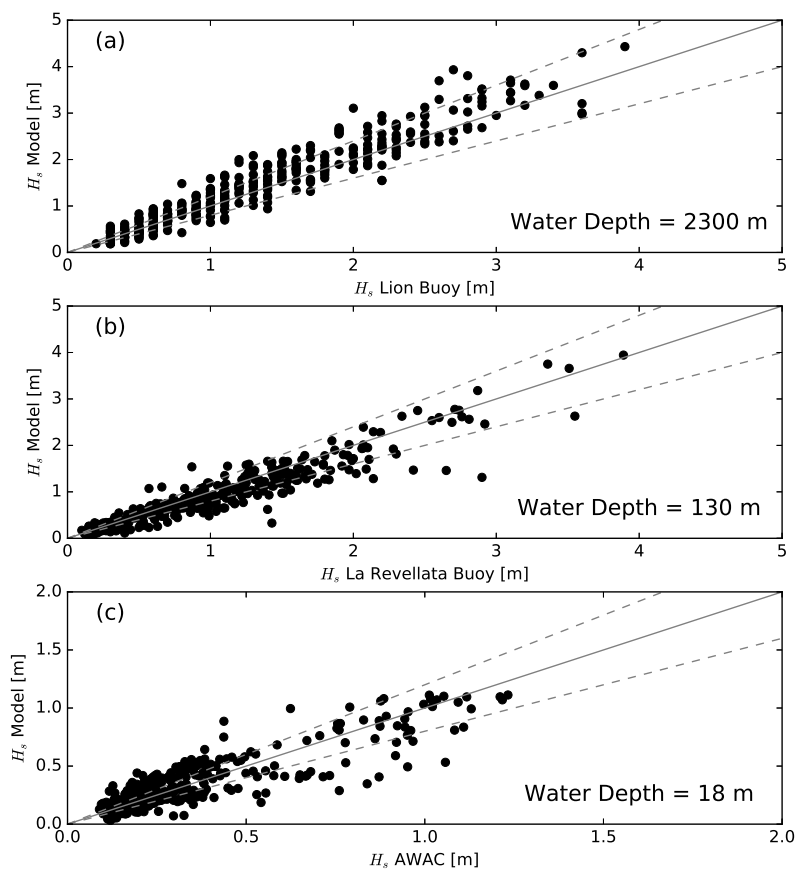 (a)
5
4
3
2
1
0
H_s Model [m]
Water Depth = 2300 m
0 1 2 3 4 5
H_s Lion Buoy [m]
(b)
5
4
3
2
1
0
H_s Model [m]
Water Depth = 130 m
0 1 2 3 4 5
H_s La Revellata Buoy [m]
(c)
2.0
1.5
1.0
0.5
0.0
H_s Model [m]
Water Depth = 18 m
0.0 0.5 1.0 1.5 2.0
H_s AWAC [m]